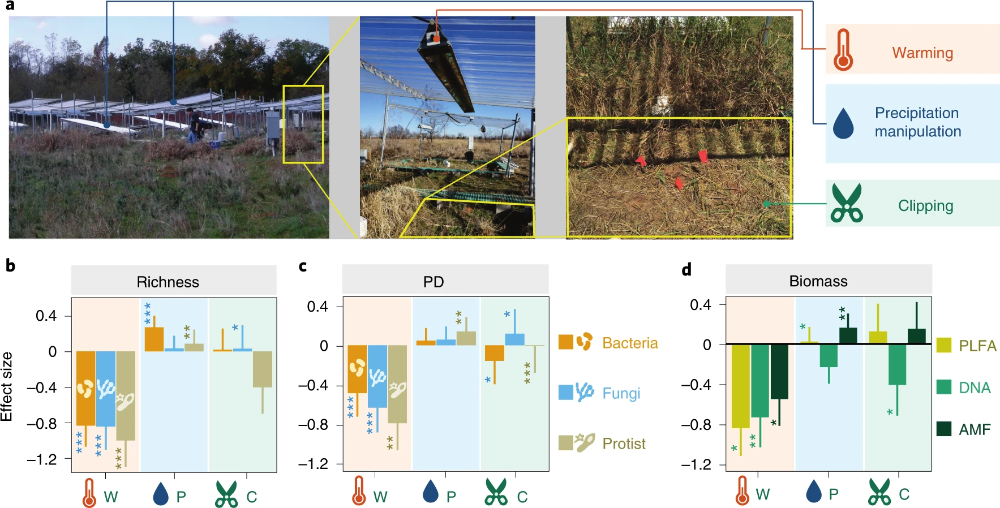 a
Warming
Precipitation
manipulation
Clipping
b
Richness
Effect size
0.4
0
−0.4
−0.8
−1.2
***
***
***
***
**
*
W
P
C
c
PD
0.4
0
−0.4
−0.8
−1.2
***
***
**
**
*
*
***
W
P
C
Bacteria
Fungi
Protist
d
Biomass
0.4
0
−0.4
−0.8
−1.2
*
**
*
*
**
*
W
P
C
PLFA
DNA
AMF